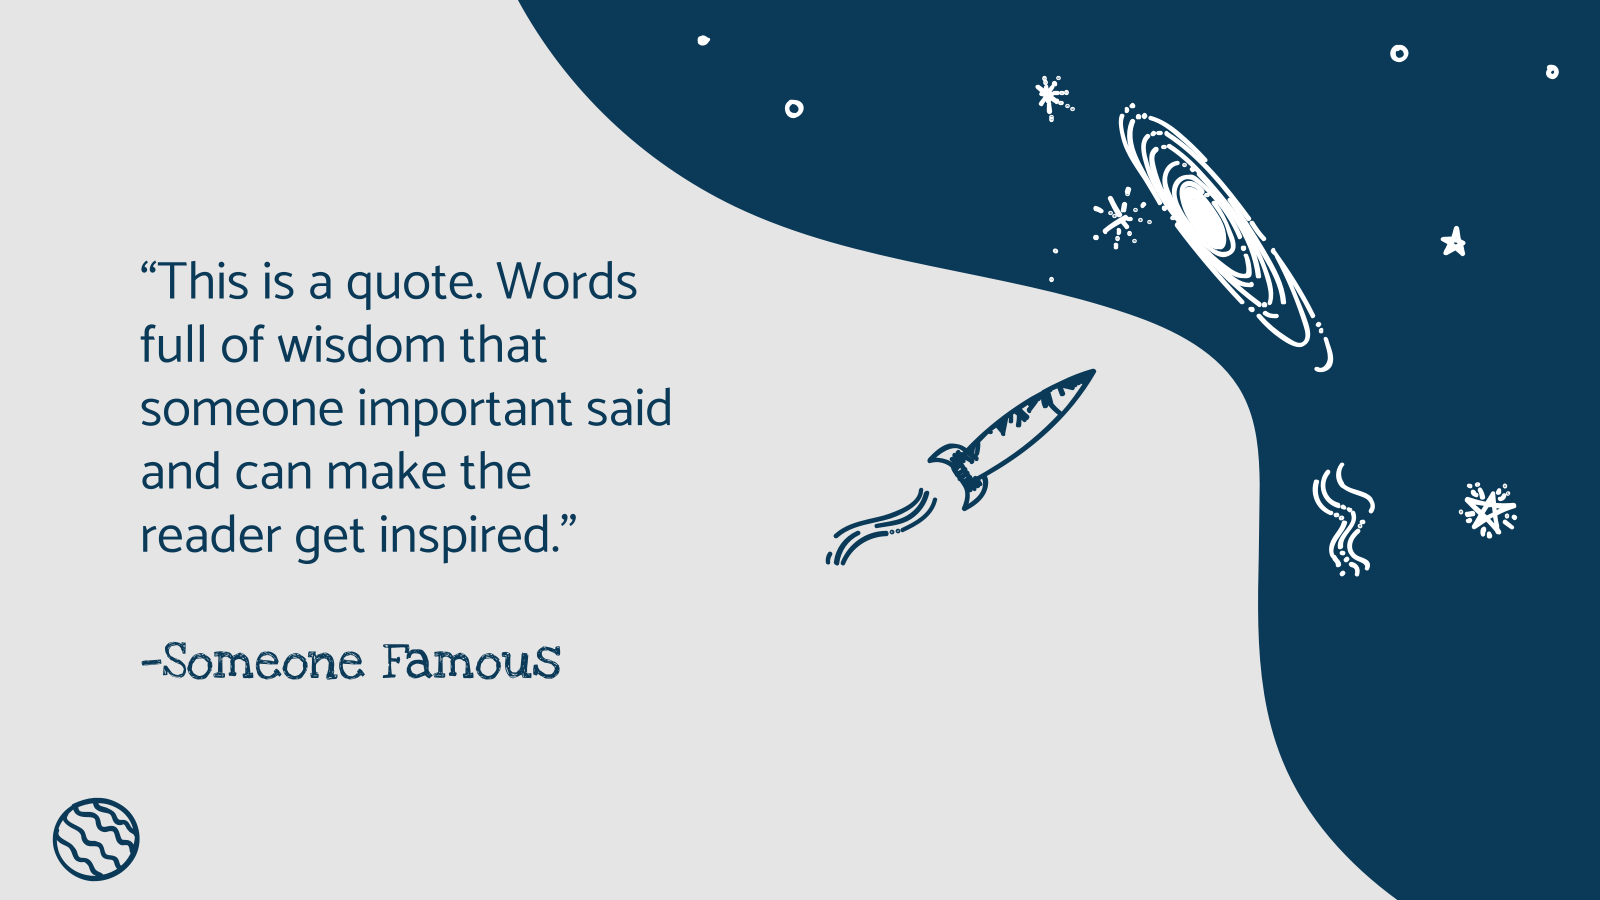 “This is a quote. Words
full of wisdom that
someone important said
and can make the
reader get inspired.”
-Someone Famous